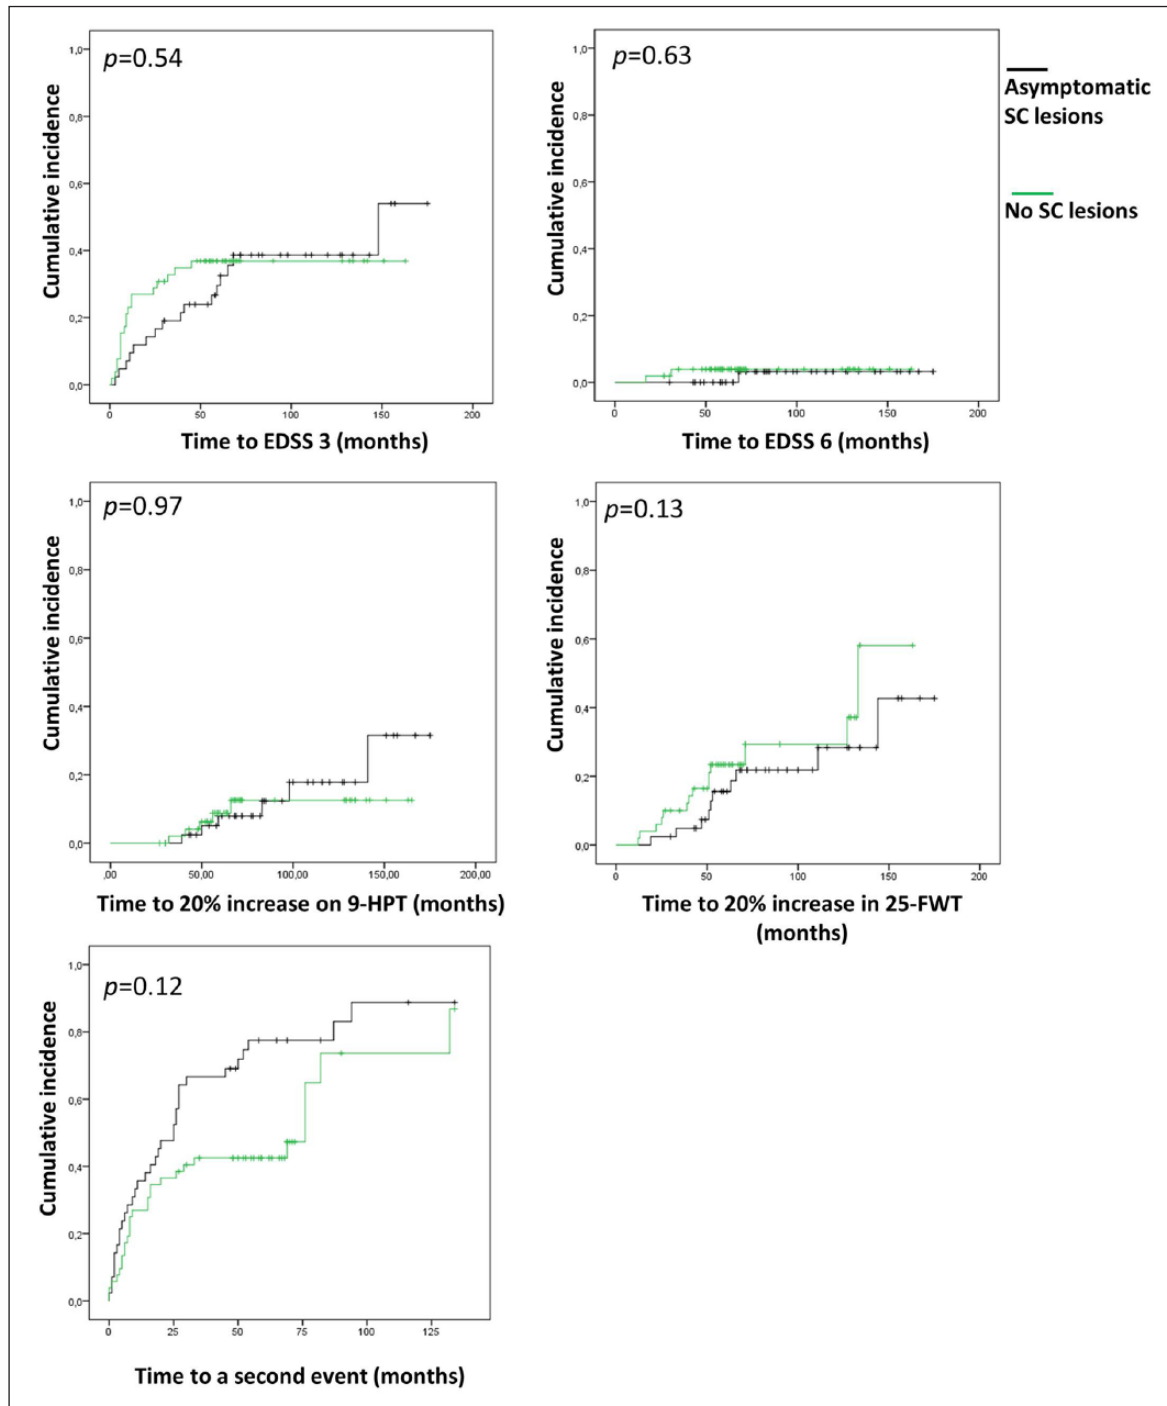 p=0.54
Cumulative incidence
1,0
0,8
0,6
0,4
0,2
0,0
0 50 100 150 200
Time to EDSS 3 (months)
p=0.63
Cumulative incidence
1,0
0,8
0,6
0,4
0,2
0,0
0 50 100 150 200
Time to EDSS 6 (months)
Asymptomatic
SC lesions
No SC lesions
p=0.97
Cumulative incidence
1,0
0,8
0,6
0,4
0,2
0,0
,00 50,00 100,00 150,00 200,00
Time to 20% increase on 9-HPT (months)
p=0.13
Cumulative incidence
1,0
0,8
0,6
0,4
0,2
0,0
0 50 100 150 200
Time to 20% increase in 25-FWT
(months)
p=0.12
Cumulative incidence
1,0
0,8
0,6
0,4
0,2
0,0
0 25 50 75 100 125
Time to a second event (months)